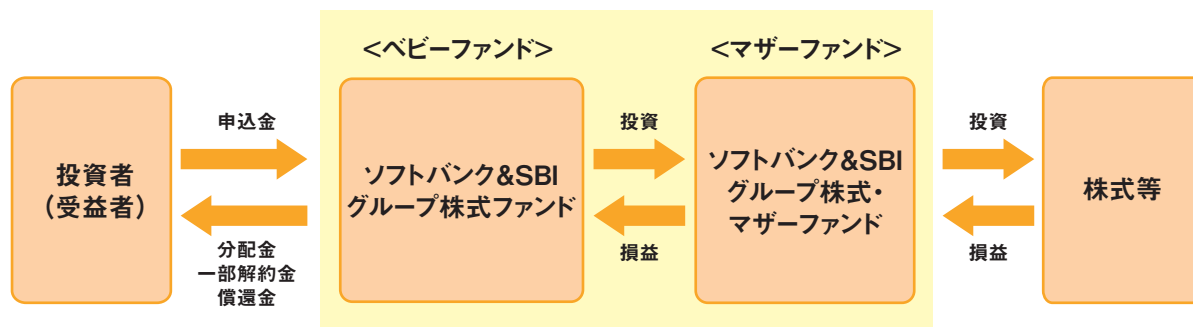 <ベビーファンド>
<マザーファンド>
投資者
（受益者）
申込金
分配金
一部解約金
償還金
ソフトバンク&SBI
グループ株式ファンド
投資
損益
ソフトバンク&SBI
グループ株式・
マザーファンド
投資
損益
株式等